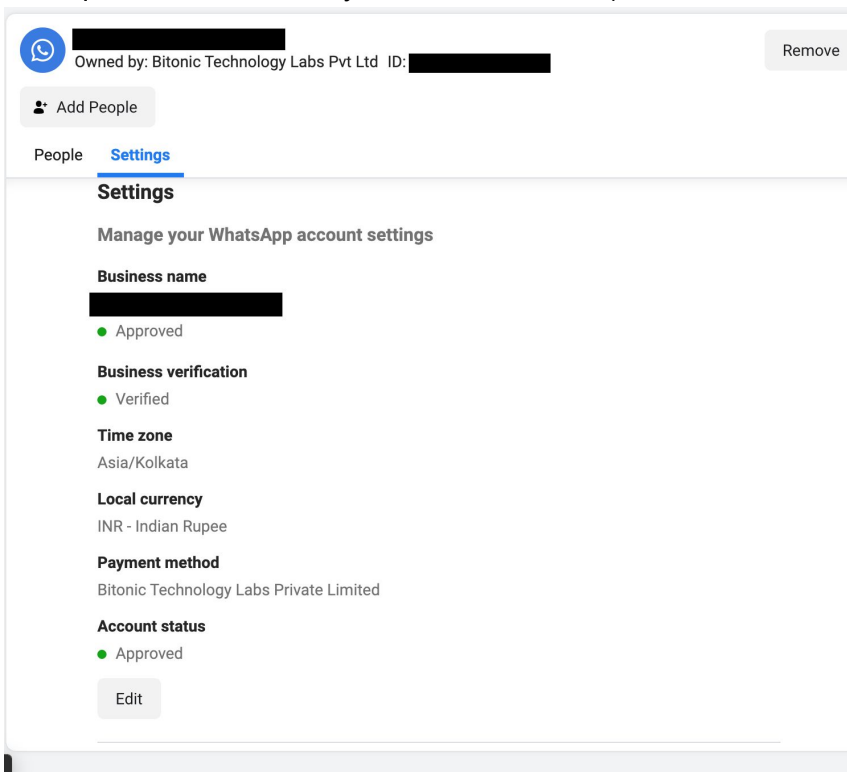 Owned by: Bitonic Technology Labs Pvt Ltd ID:
Remove
Add People
People Settings
Settings
Manage your WhatsApp account settings
Business name
Approved
Business verification
Verified
Time zone
Asia/Kolkata
Local currency
INR - Indian Rupee
Payment method
Bitonic Technology Labs Private Limited
Account status
Approved
Edit